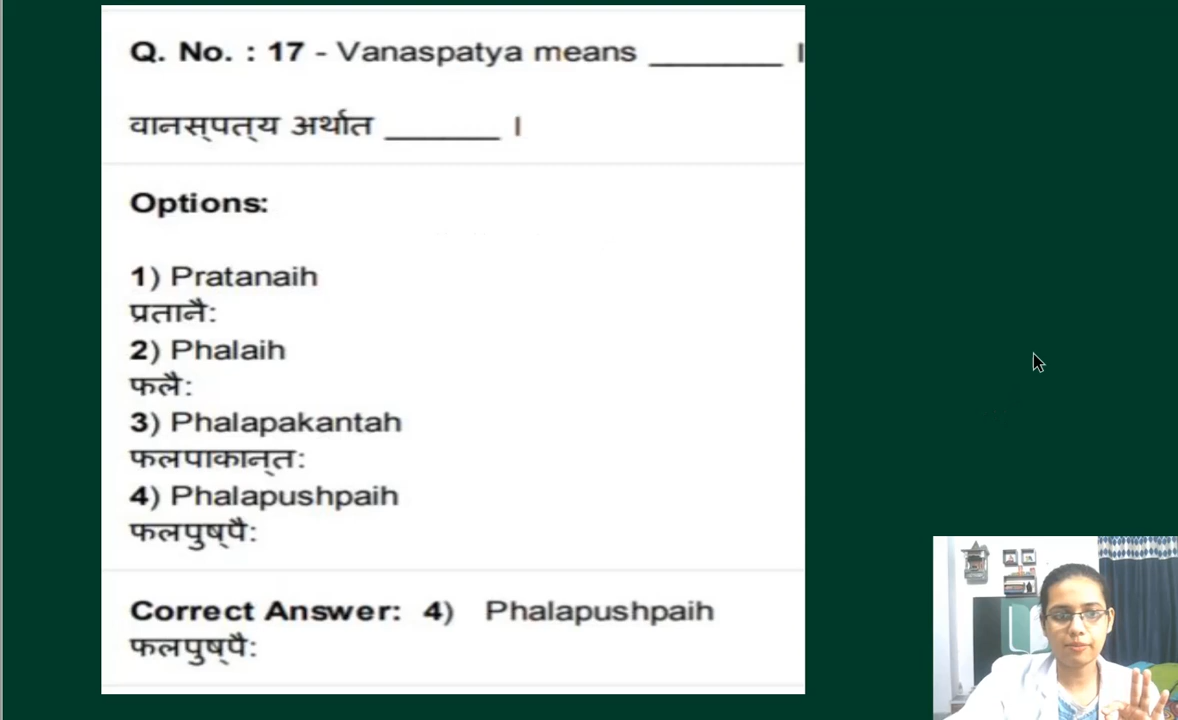 Q. No. : 17 - Vanaspatya means ________ ।
वानस्‌पत्‌य अर्थात _______ ।
Options:
1) Pratanaih
प्रतानै:
2) Phalaih
फलै:
3) Phalapakantah
फलपाकान्‌त:
4) Phalapushpaih
फलपुष्‌पै:
Correct Answer: 4) Phalapushpaih
फलपुष्‌पै: